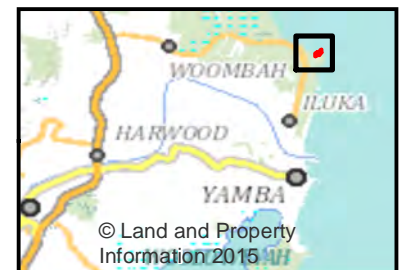 WOOMBAH
ILUKA
HARWOOD
YAMBA
© Land and Property
Information 2015